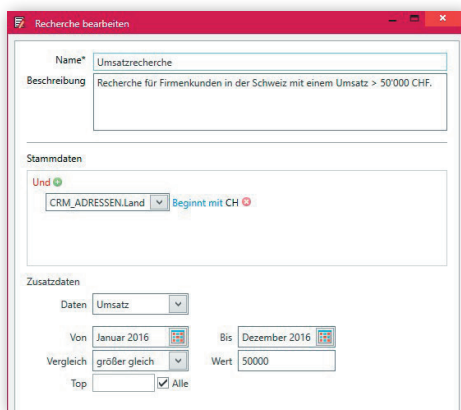 Recherche bearbeiten
Name* Umsatzrecherche
Beschreibung Recherche für Firmenkunden in der Schweiz mit einem Umsatz > 50'000 CHF.
Stammdaten
Und
CRM_ADRESSEN.Land Beginnt mit CH
Zusatzdaten
Daten Umsatz
Von Januar 2016 Bis Dezember 2016
Vergleich größer gleich Wert 50000
Top Alle